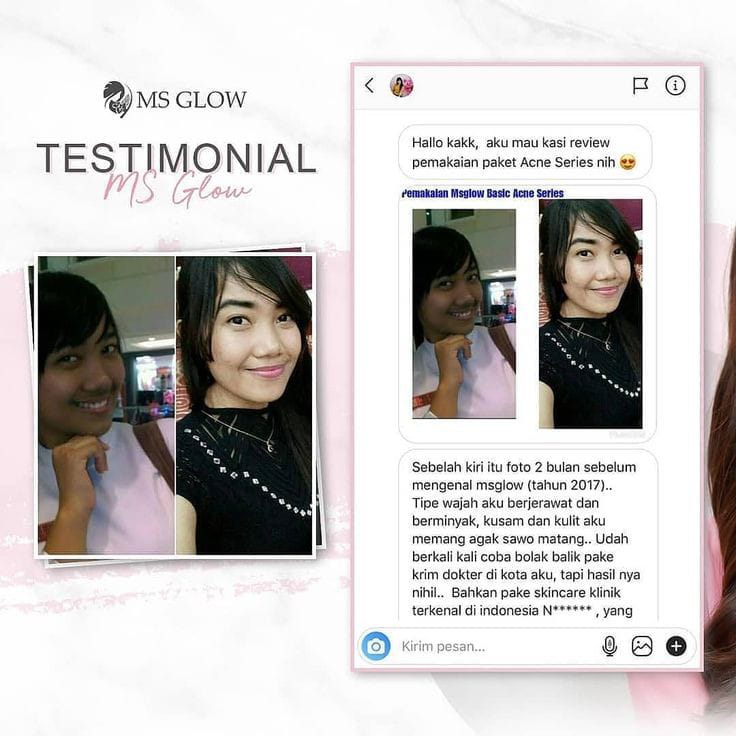 MS GLOW
TESTIMONIAL
MS Glow
Hallo kakk, aku mau kasi review
pemakaian paket Acne Series nih 😍
Pemakaian Msglow Basic Acne Series
Sebelah kiri itu foto 2 bulan sebelum
mengenal msglow (tahun 2017)..
Tipe wajah aku berjerawat dan
berminyak, kusam dan kulit aku
memang agak sawo matang.. Udah
berkali kali coba bolak balik pake
krim dokter di kota aku, tapi hasil nya
nihil.. Bahkan pake skincare klinik
terkenal di indonesia N****** , yang
Kirim pesan...